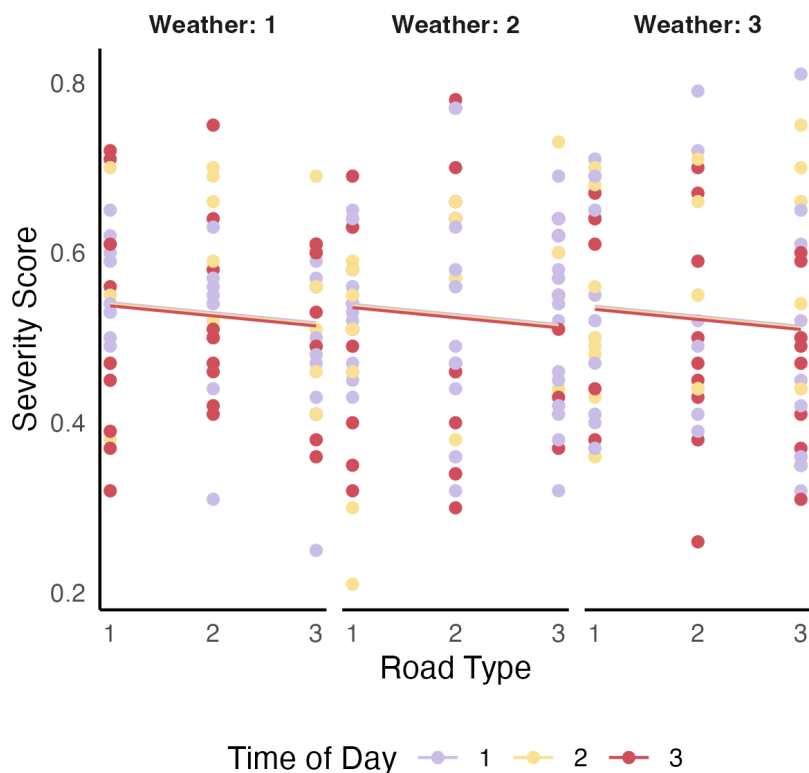 Weather: 1 Weather: 2 Weather: 3
Severity Score
0.8
0.6
0.4
0.2
1 2 3 1 2 3 1 2 3
Road Type
Time of Day 1 2 3